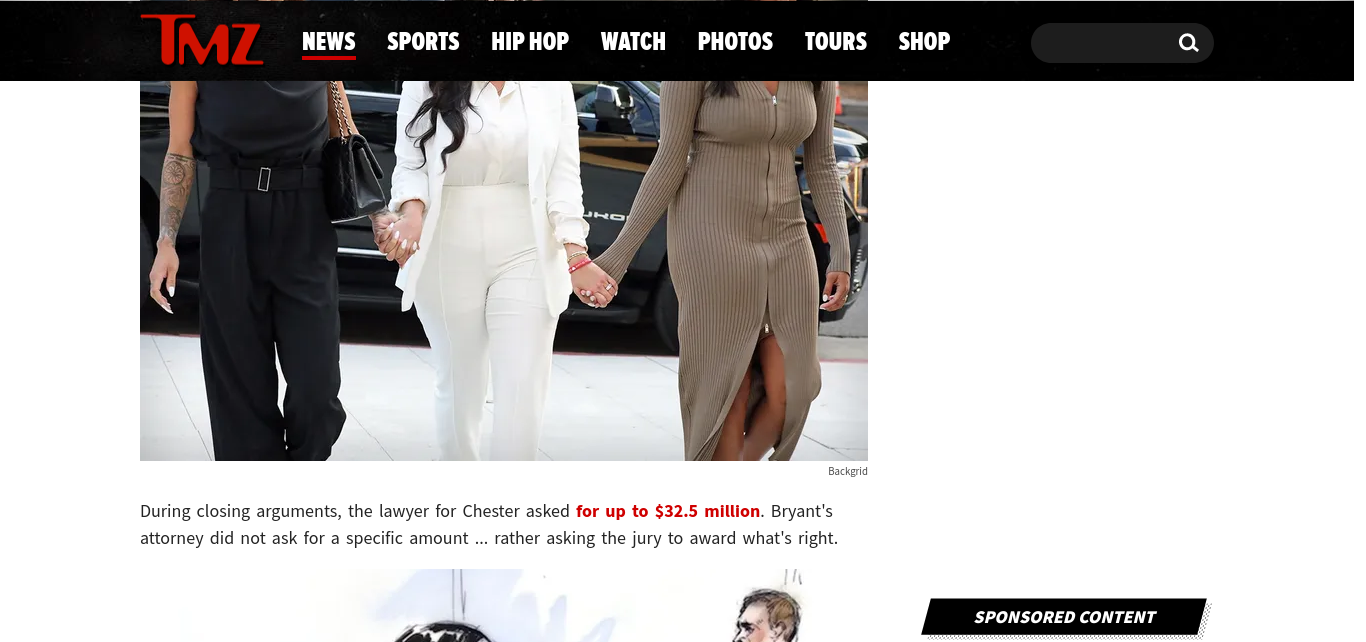 TMZ
NEWS SPORTS HIP HOP WATCH PHOTOS TOURS SHOP
Backgrid
During closing arguments, the lawyer for Chester asked for up to $32.5 million. Bryant's
attorney did not ask for a specific amount ... rather asking the jury to award what's right.
SPONSORED CONTENT